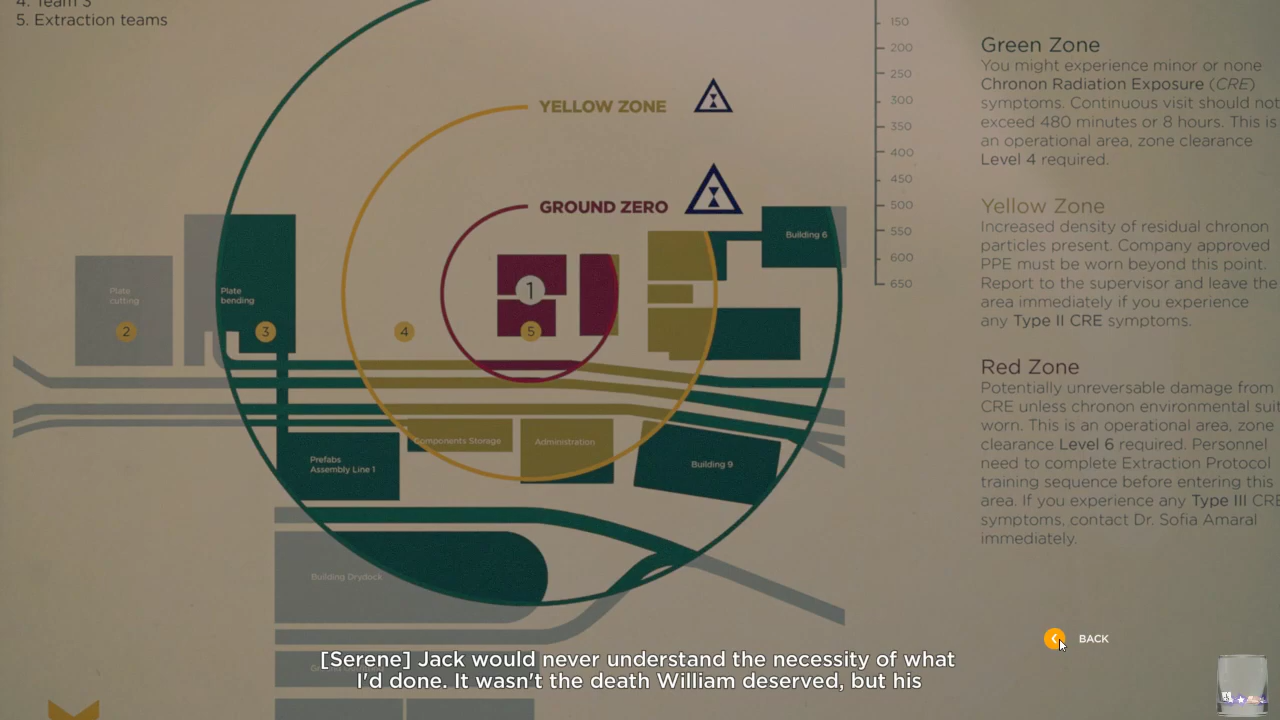 4. Team 3
5. Extraction teams
150
200
250
300
350
400
450
500
550
600
650
YELLOW ZONE
GROUND ZERO
Building 6
Plate
cutting
Plate
bending
1
2
3
4
5
Components Storage
Administration
Prefabs
Assembly Line 1
Building 9
Building Drydock
Green Zone
You might experience minor or none
Chronon Radiation Exposure (CRE)
symptoms. Continuous visit should not
exceed 480 minutes or 8 hours. This is
an operational area, zone clearance
Level 4 required.
Yellow Zone
Increased density of residual chronon
particles present. Company approved
PPE must be worn beyond this point.
Report to the supervisor and leave the
area immediately if you experience
any Type II CRE symptoms.
Red Zone
Potentially unreversable damage from
CRE unless chronon environmental suit
worn. This is an operational area, zone
clearance Level 6 required. Personnel
need to complete Extraction Protocol
training sequence before entering this
area. If you experience any Type III CRE
symptoms, contact Dr. Sofia Amaral
immediately.
BACK
[Serene] Jack would never understand the necessity of what
I'd done. It wasn't the death William deserved, but his